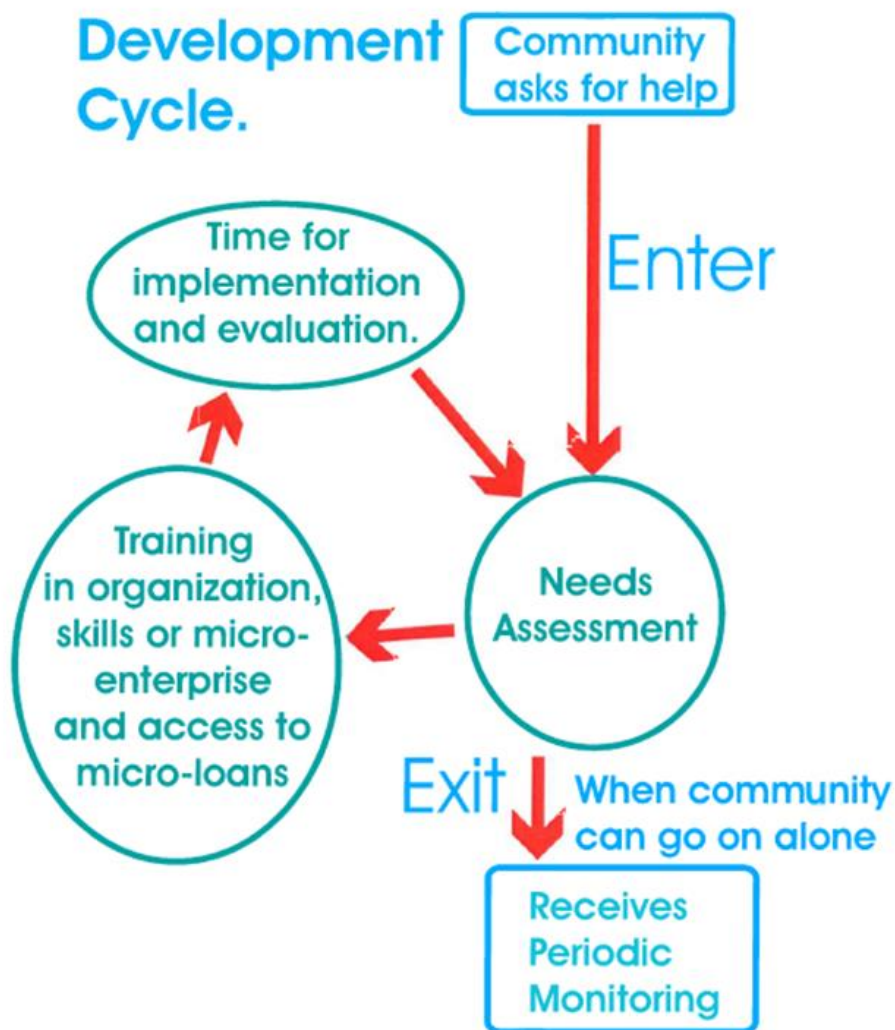 Development
Cycle.
Community
asks for help
Enter
Time for
implementation
and evaluation.
Training
in organization,
skills or micro-
enterprise
and access to
micro-loans
Needs
Assessment
Exit
When community
can go on alone
Receives
Periodic
Monitoring